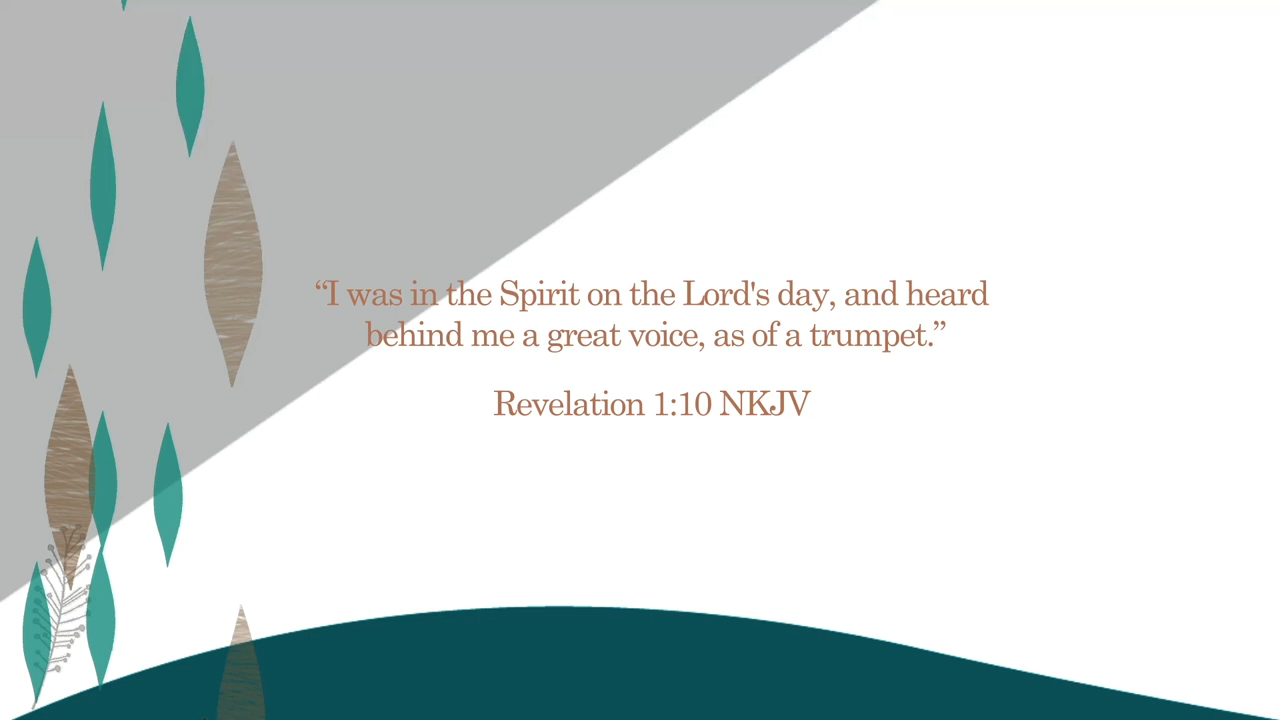 “I was in the Spirit on the Lord's day, and heard
behind me a great voice, as of a trumpet.”
Revelation 1:10 NKJV